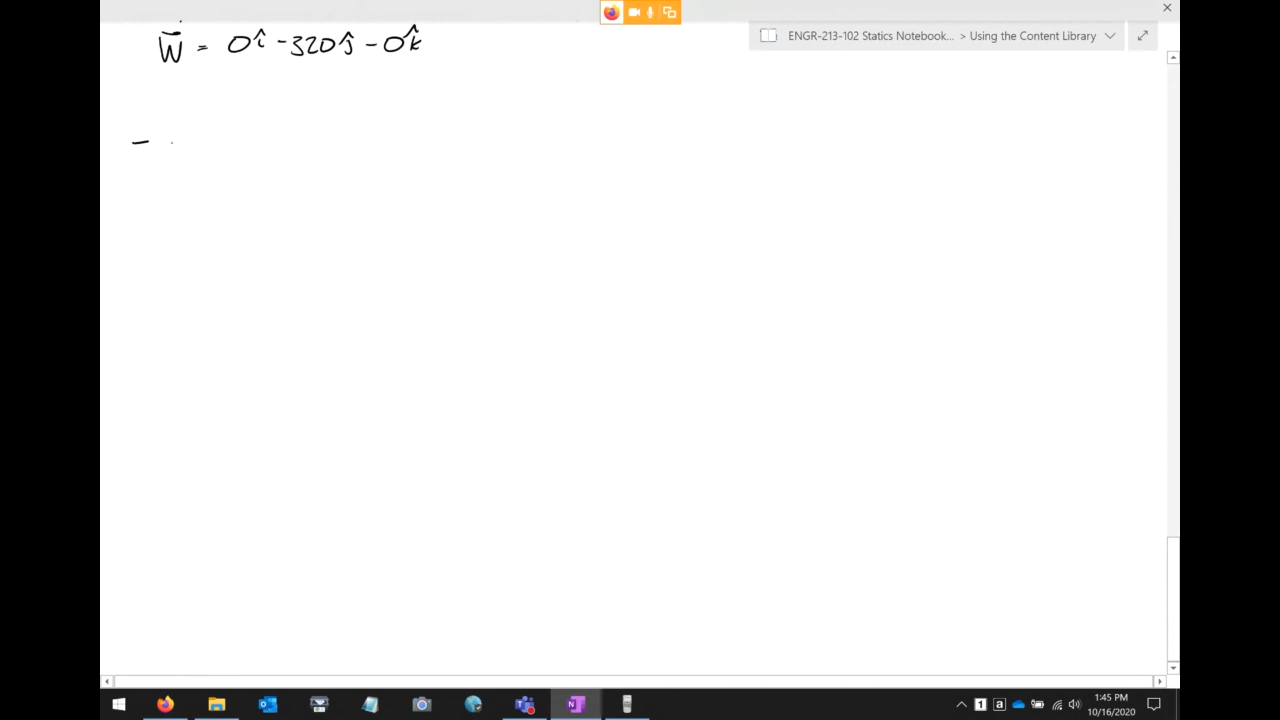 ENGR-213-102 Statics Notebook... > Using the Content Library
W̄ = 0î - 320ĵ - 0k̂
-
1:45 PM
10/16/2020